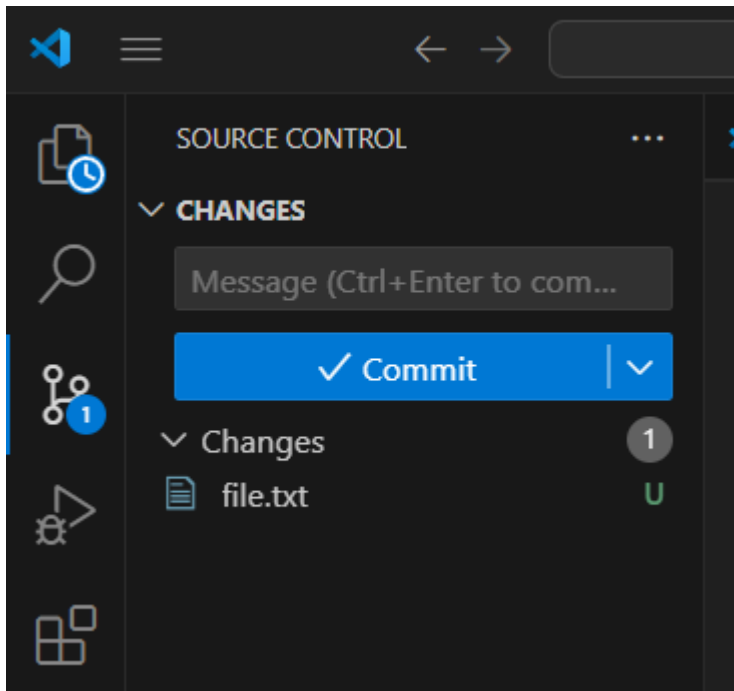 SOURCE CONTROL
CHANGES
Message (Ctrl+Enter to com...
Commit
1
Changes 1
file.txt U